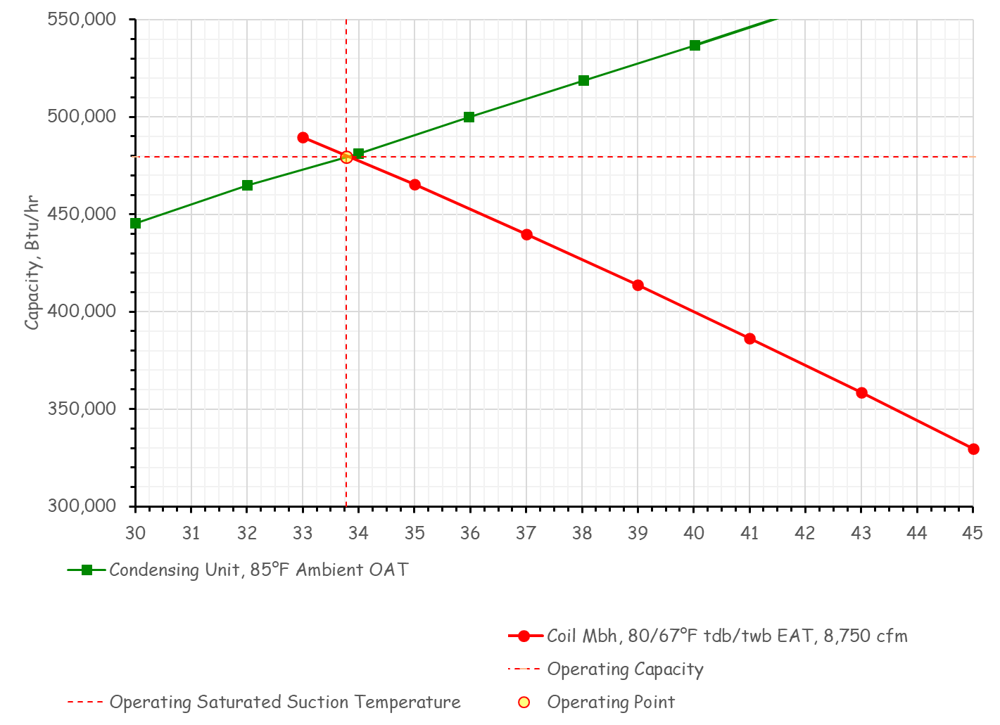 550,000
500,000
450,000
400,000
350,000
300,000
Capacity, Btu/hr
30 31 32 33 34 35 36 37 38 39 40 41 42 43 44 45
Condensing Unit, 85°F Ambient OAT
Coil Mbh, 80/67°F tdb/twb EAT, 8,750 cfm
Operating Capacity
Operating Saturated Suction Temperature
Operating Point